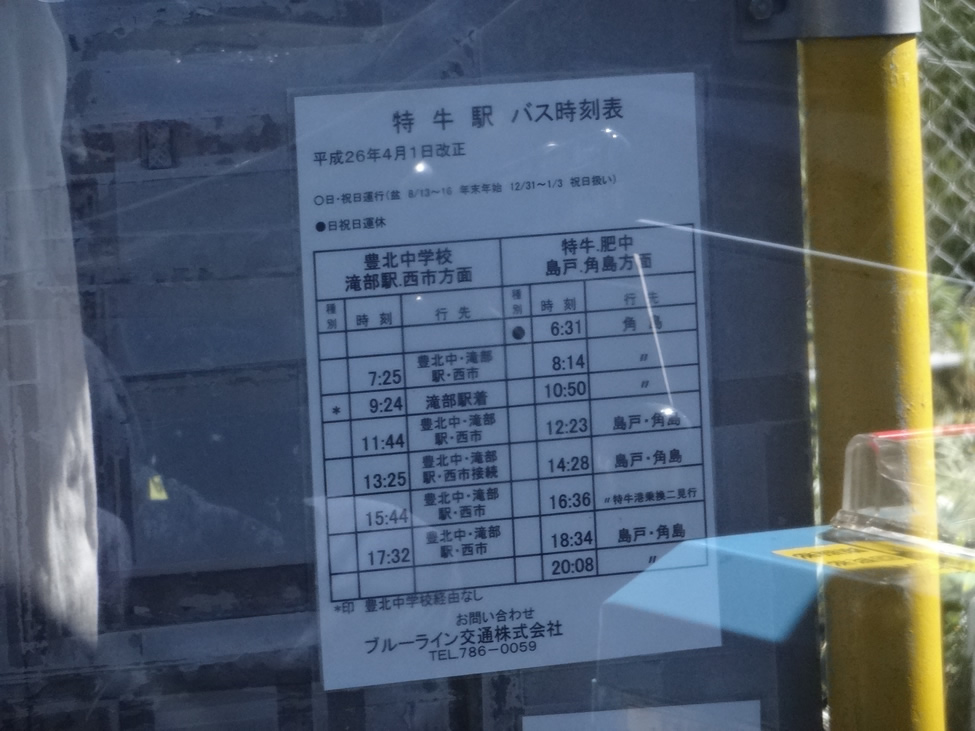 特牛駅 バス時刻表
平成26年4月1日改正
○日・祝日運行(盆 8/13～16 年末年始 12/31～1/3 祝日扱い)
●日祝日運休
豊北中学校
滝部駅.西市方面
特牛.肥中
島戸.角島方面
種別 時刻 行先 種別 時刻 行先
● 6:31 角島
7:25 豊北中・滝部駅・西市 8:14 〃
* 9:24 滝部駅着 10:50 〃
11:44 豊北中・滝部駅・西市 12:23 島戸・角島
13:25 豊北中・滝部駅・西市接続 14:28 島戸・角島
15:44 豊北中・滝部駅・西市 16:36 〃特牛港乗換二見行
17:32 豊北中・滝部駅・西市 18:34 島戸・角島
20:08 〃
*印 豊北中学校経由なし
お問い合わせ
ブルーライン交通株式会社
TEL786-0059